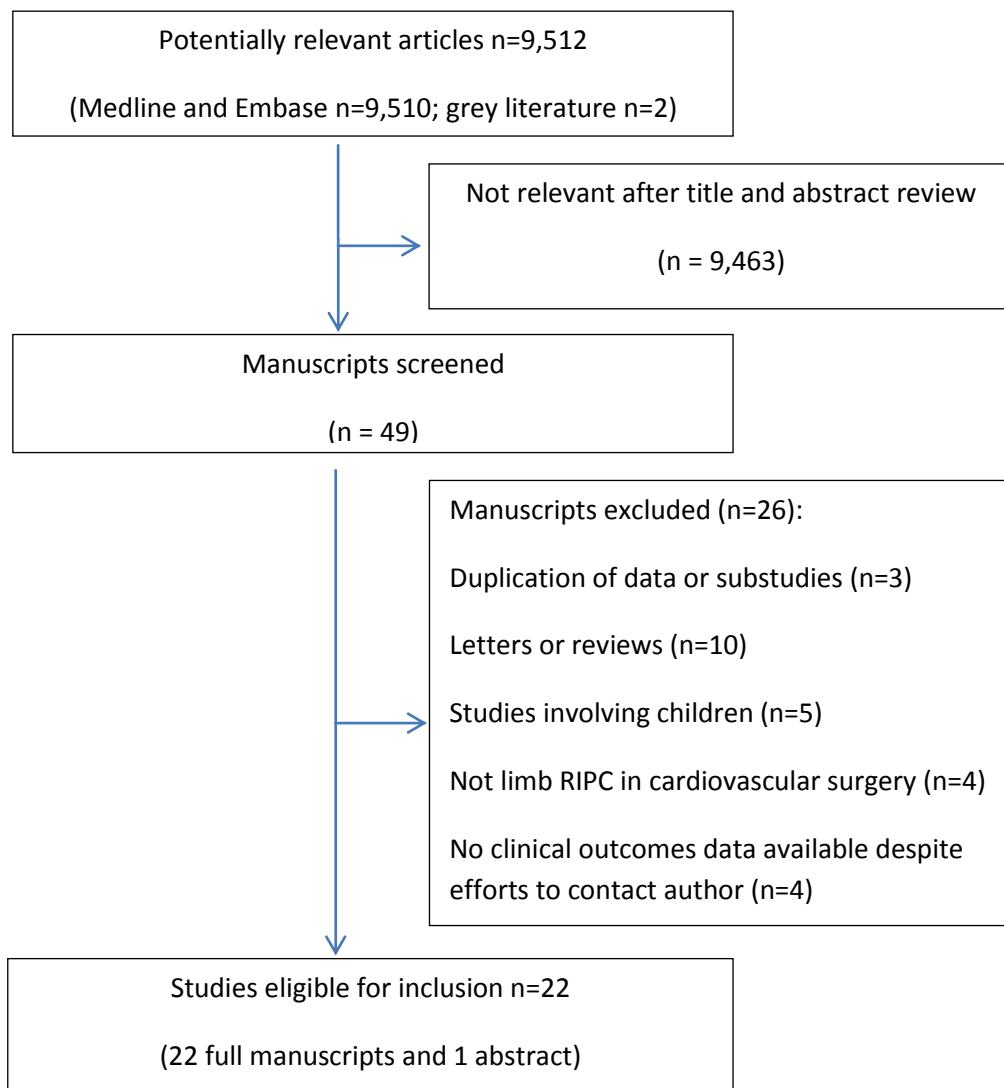 Potentially relevant articles n=9,512
(Medline and Embase n=9,510; grey literature n=2)
Not relevant after title and abstract review
(n = 9,463)
Manuscripts screened
(n = 49)
Manuscripts excluded (n=26):
Duplication of data or substudies (n=3)
Letters or reviews (n=10)
Studies involving children (n=5)
Not limb RIPC in cardiovascular surgery (n=4)
No clinical outcomes data available despite
efforts to contact author (n=4)
Studies eligible for inclusion n=22
(22 full manuscripts and 1 abstract)